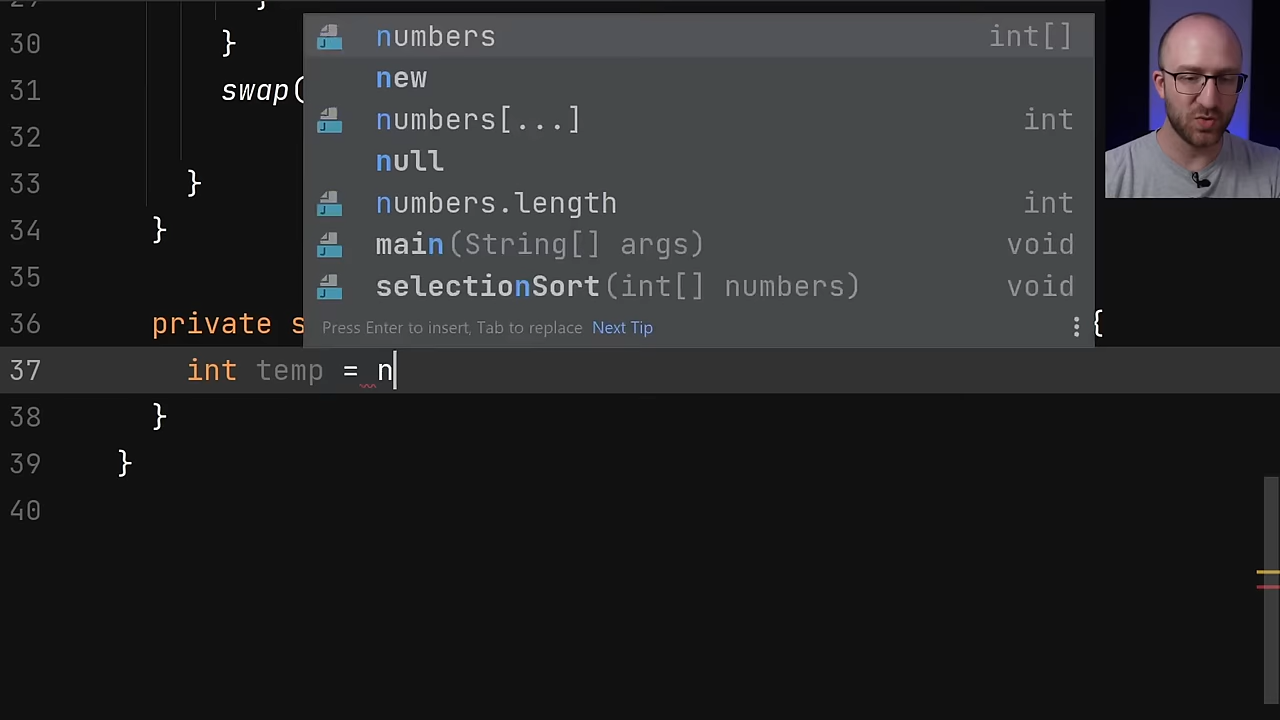 }
30 }
31 swap(
32
33 }
34 }
35
36 private s {
37 int temp = n
38 }
39 }
40
numbers int[]
new
numbers[...] int
null
numbers.length int
main(String[] args) void
selectionSort(int[] numbers) void
Press Enter to insert, Tab to replace Next Tip